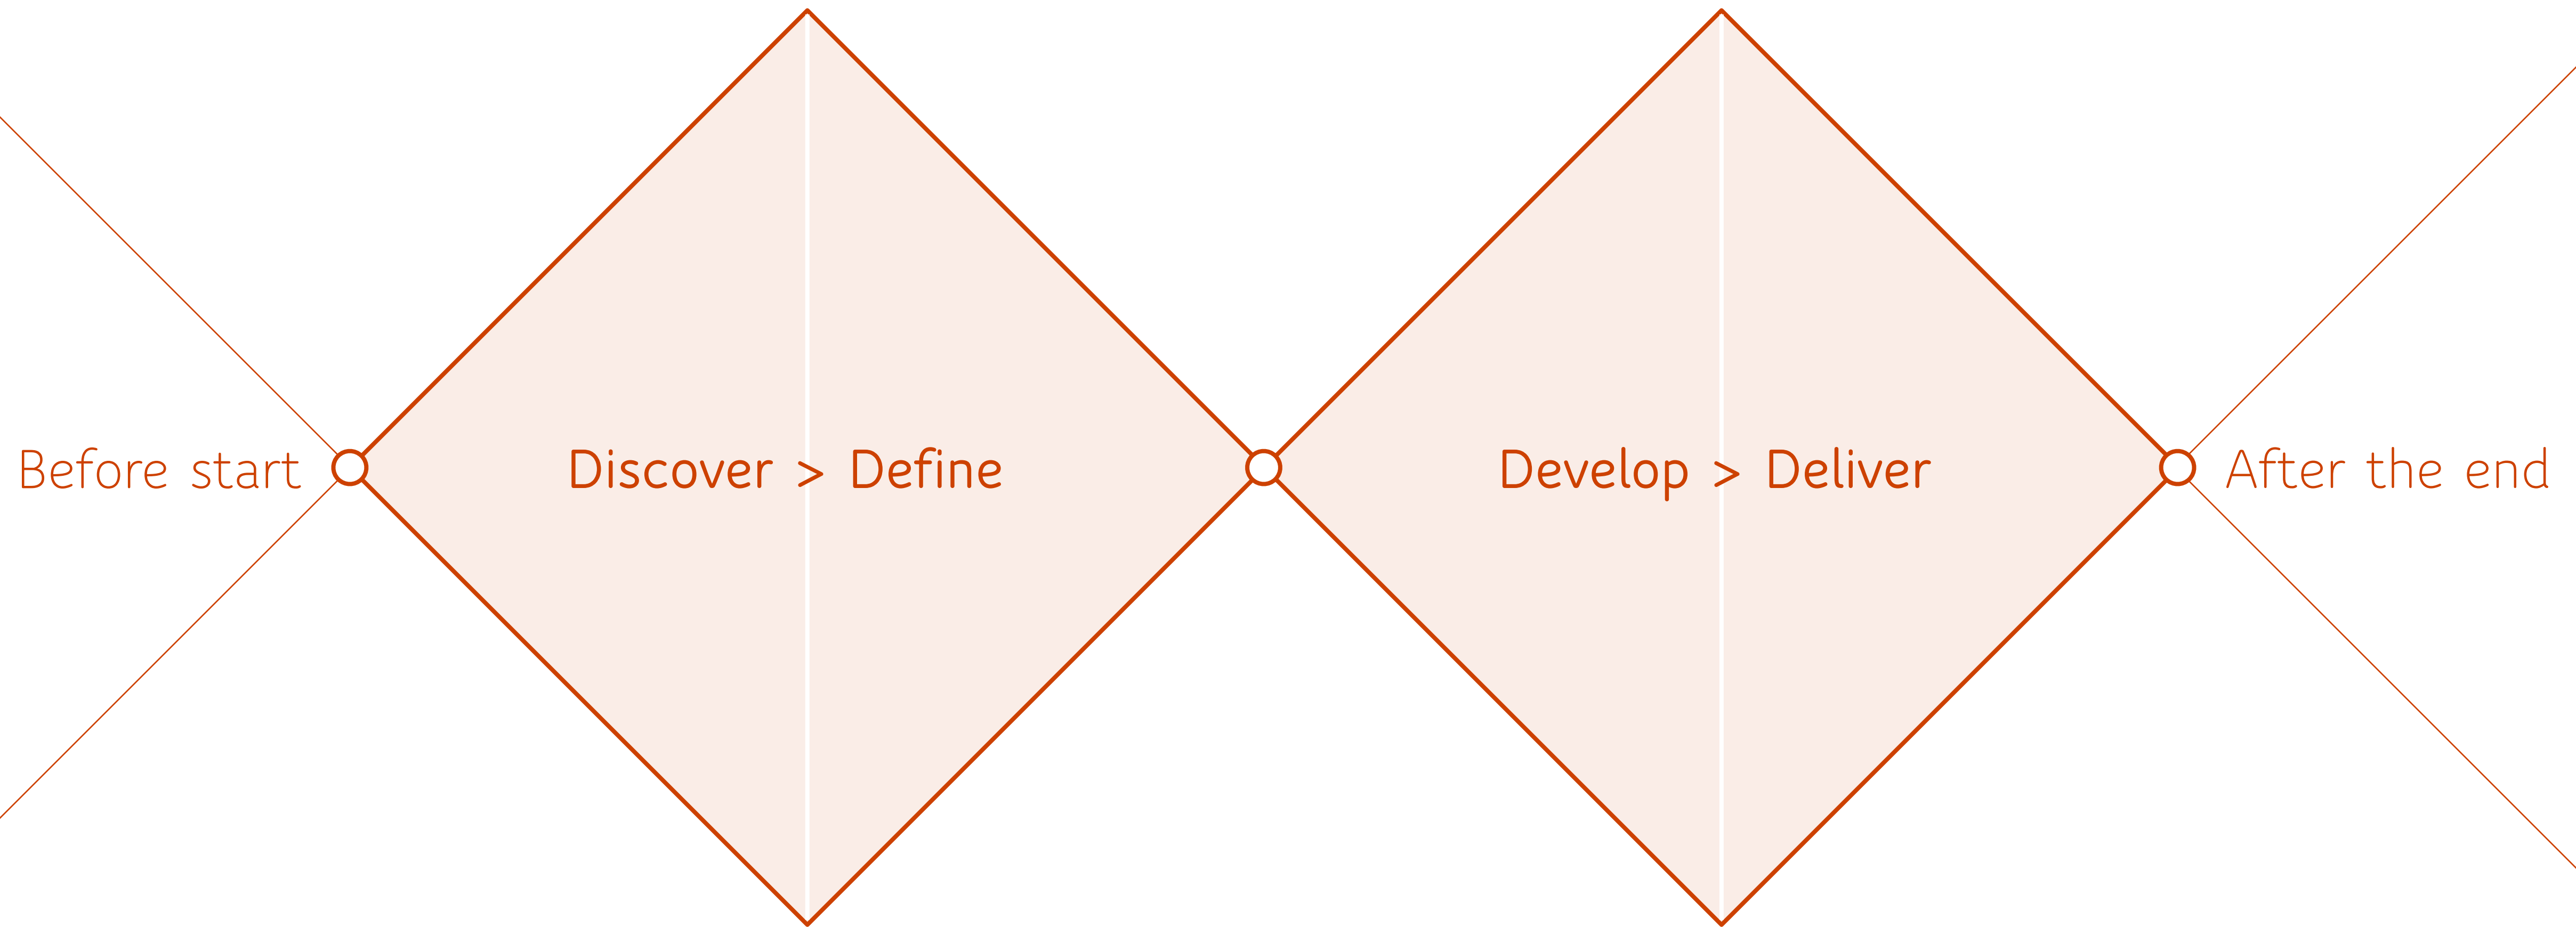 Before start
Discover > Define
Develop > Deliver
After the end